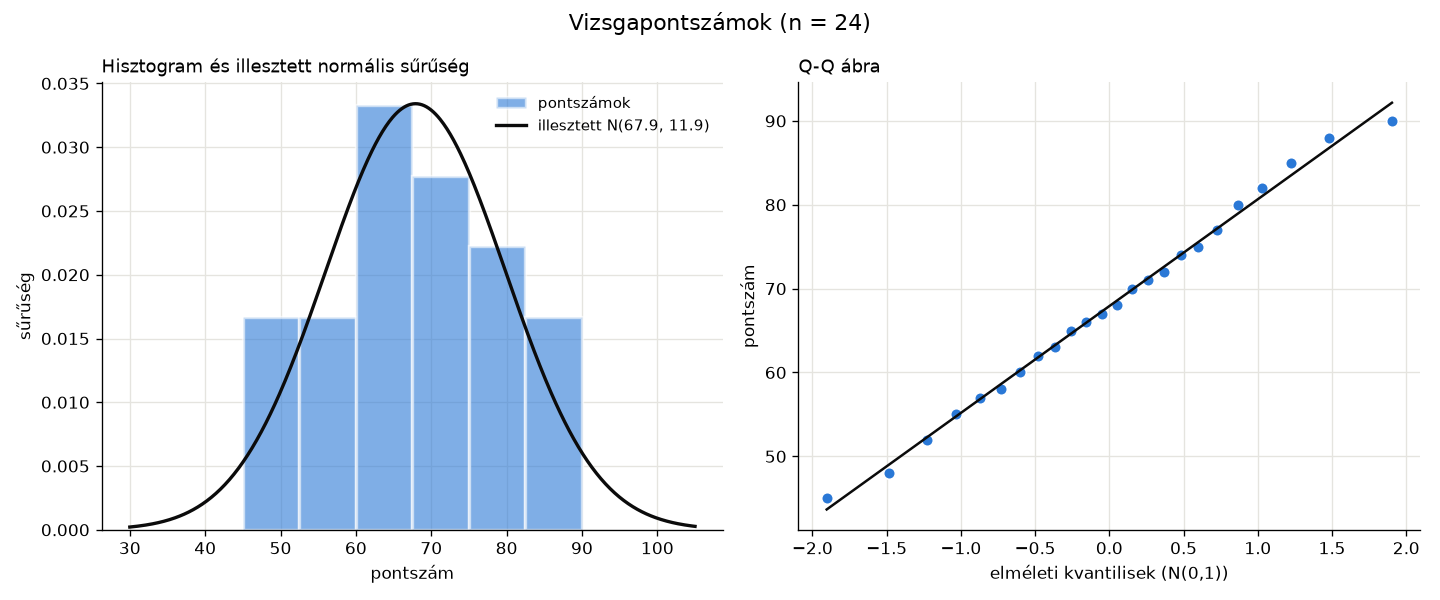 Vizsgapontszámok (n = 24)
Hisztogram és illesztett normális sűrűség
0.035
0.030
0.025
0.020
0.015
0.010
0.005
0.000
sűrűség
30 40 50 60 70 80 90 100
pontszám
pontszámok
illesztett N(67.9, 11.9)
Q-Q ábra
90
80
70
60
50
pontszám
−2.0 −1.5 −1.0 −0.5 0.0 0.5 1.0 1.5 2.0
elméleti kvantilisek (N(0,1))